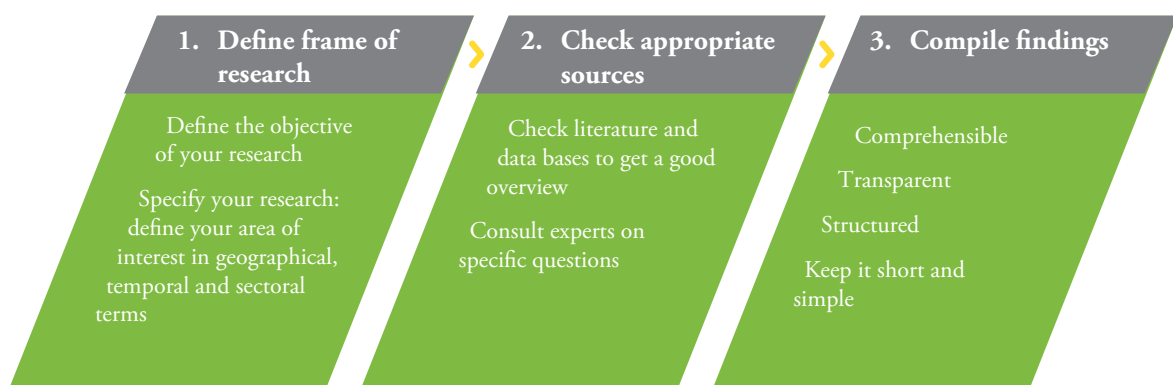 1. Define frame of
research
Define the objective
of your research
Specify your research:
define your area of
interest in geographical,
temporal and sectoral
terms
2. Check appropriate
sources
Check literature and
data bases to get a good
overview
Consult experts on
specific questions
3. Compile findings
Comprehensible
Transparent
Structured
Keep it short and
simple